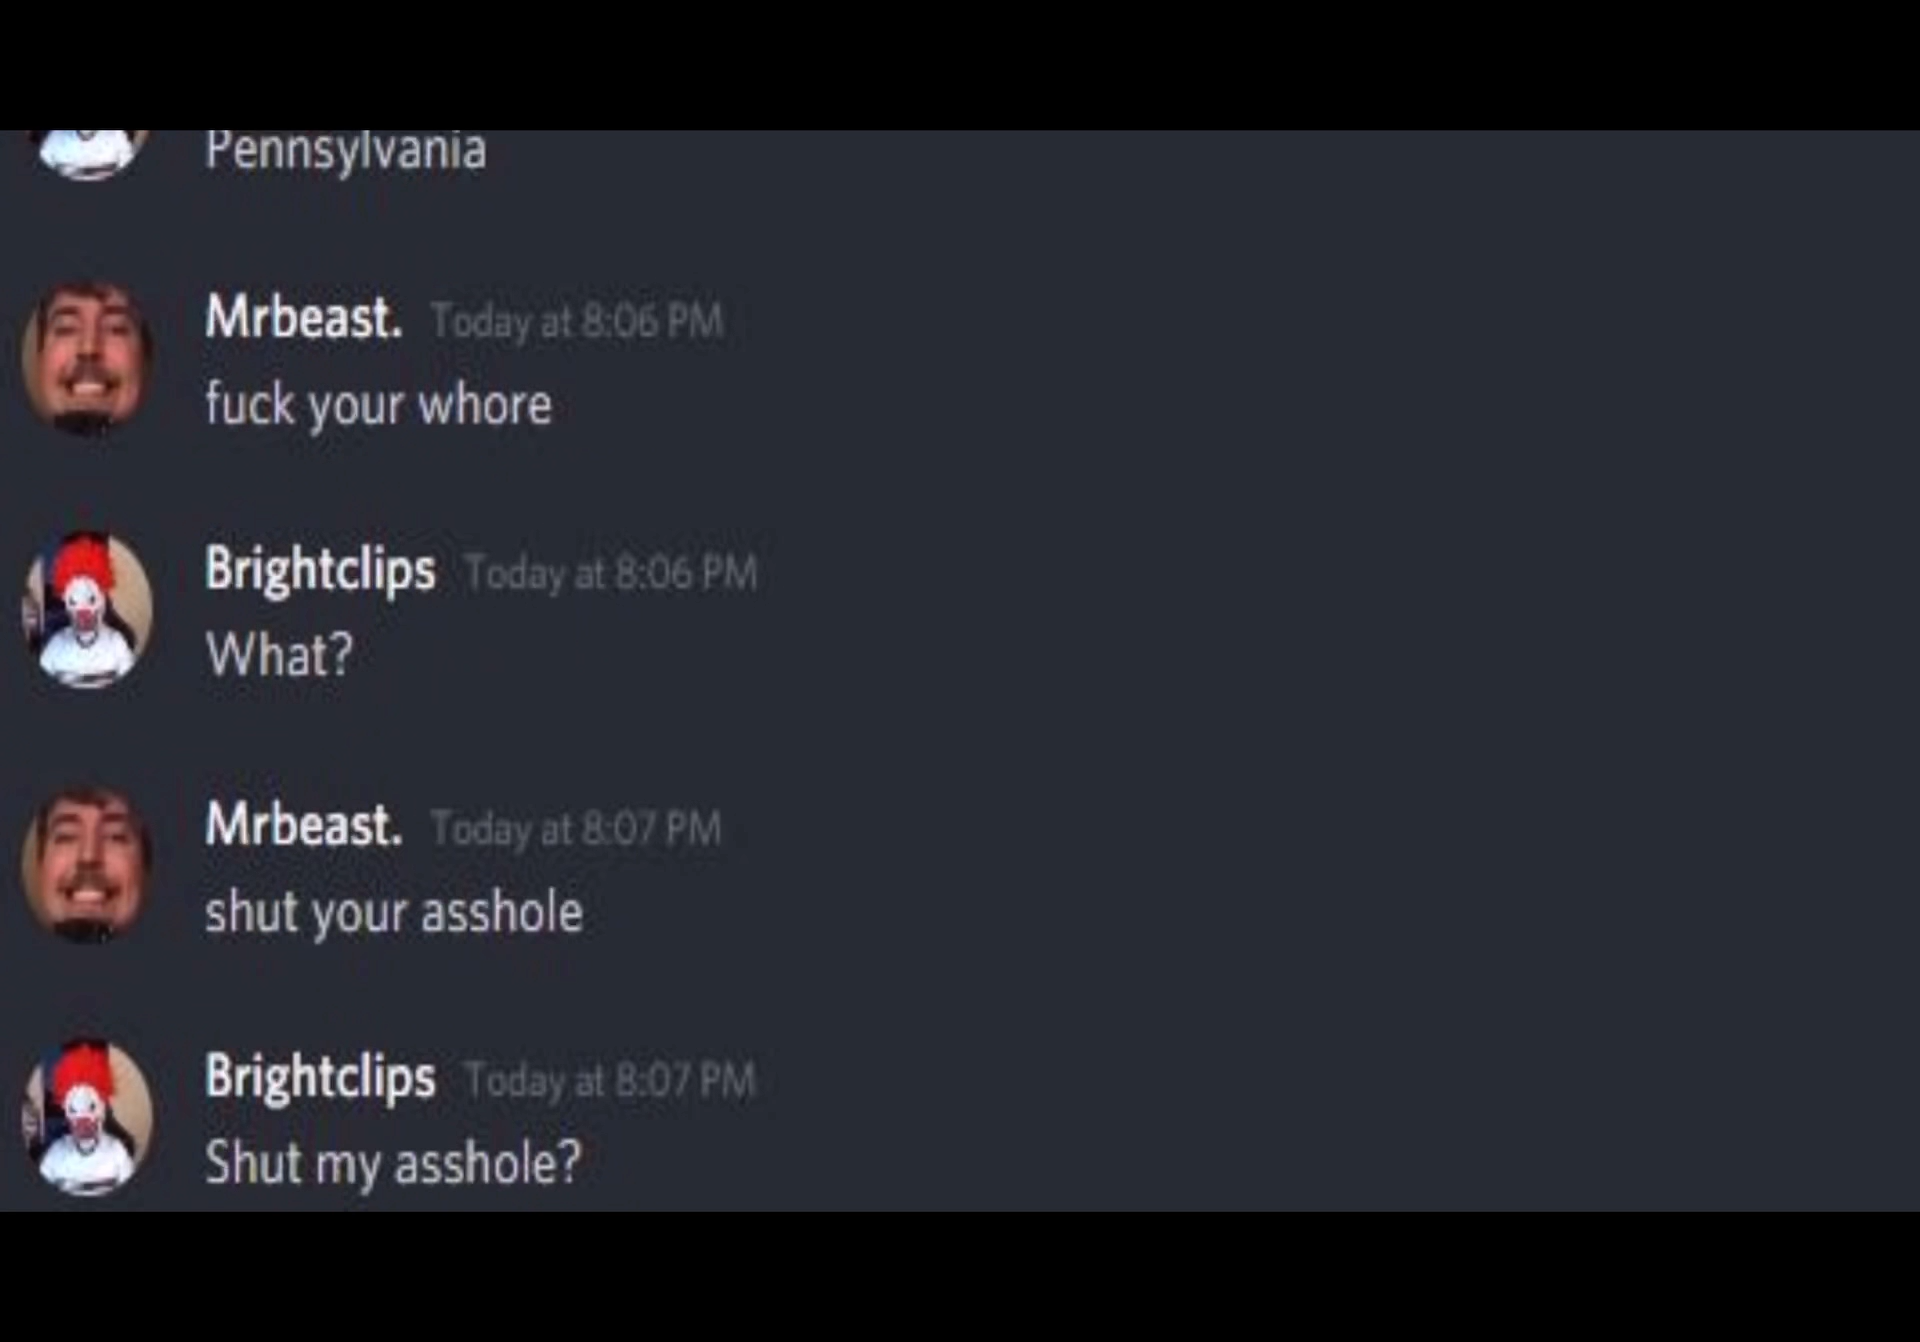 Pennsylvania
Mrbeast. Today at 8:06 PM
fuck your whore
Brightclips Today at 8:06 PM
What?
Mrbeast. Today at 8:07 PM
shut your asshole
Brightclips Today at 8:07 PM
Shut my asshole?